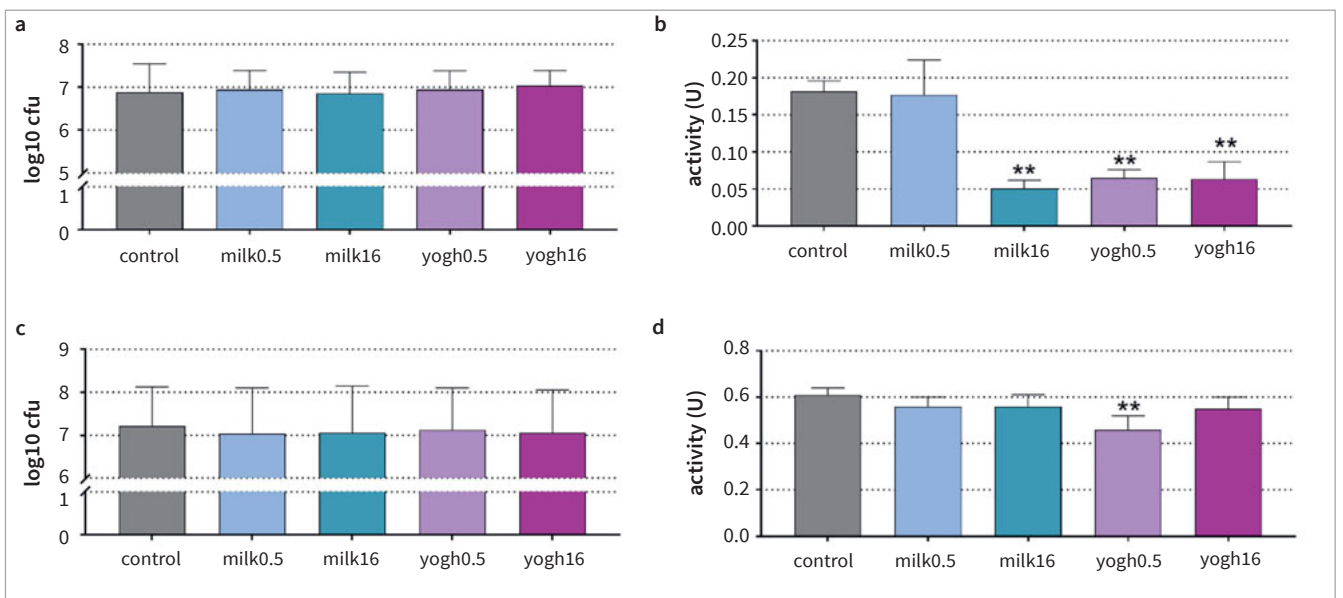 a
8
7
6
5
1
0
log10 cfu
control milk0.5 milk16 yogh0.5 yogh16
b
0.25
0.20
0.15
0.10
0.05
0.00
activity (U)
** ** **
control milk0.5 milk16 yogh0.5 yogh16
c
9
8
7
6
1
0
log10 cfu
control milk0.5 milk16 yogh0.5 yogh16
d
0.8
0.6
0.4
0.2
0.0
activity (U)
**
control milk0.5 milk16 yogh0.5 yogh16